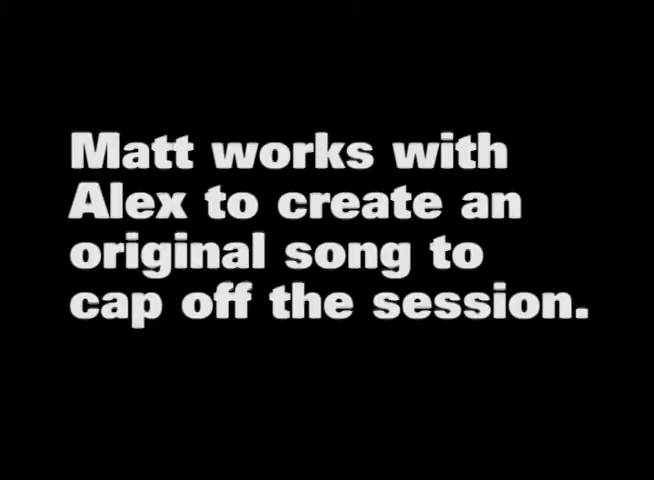 Matt works with
Alex to create an
original song to
cap off the session.